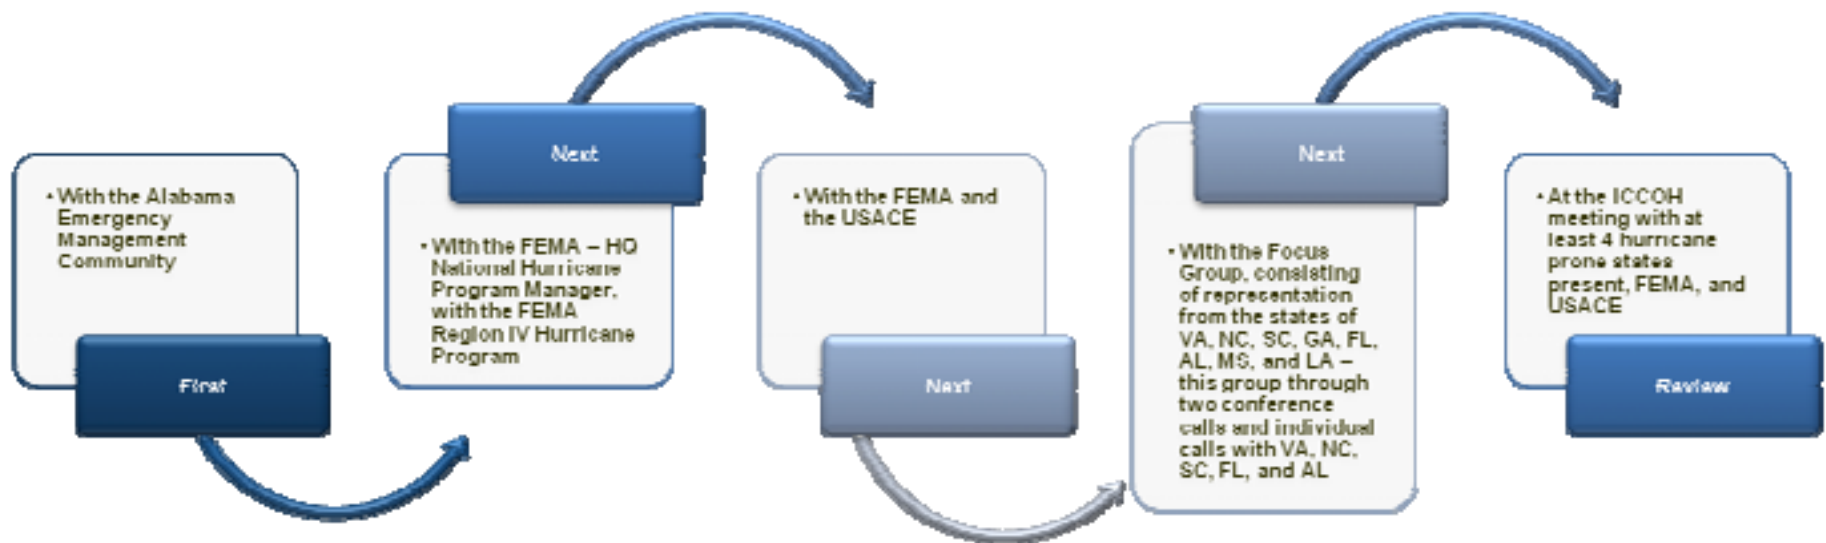 • With the Alabama
Emergency
Management
Community
First
Next
• With the FEMA – HQ
National Hurricane
Program Manager,
with the FEMA
Region IV Hurricane
Program
• With the FEMA and
the USACE
Next
Next
• With the Focus
Group, consisting
of representation
from the states of
VA, NC, SC, GA, FL,
AL, MS, and LA –
this group through
two conference
calls and individual
calls with VA, NC,
SC, FL, and AL
• At the ICCOH
meeting with at
least 4 hurricane
prone states
present, FEMA, and
USACE
Review